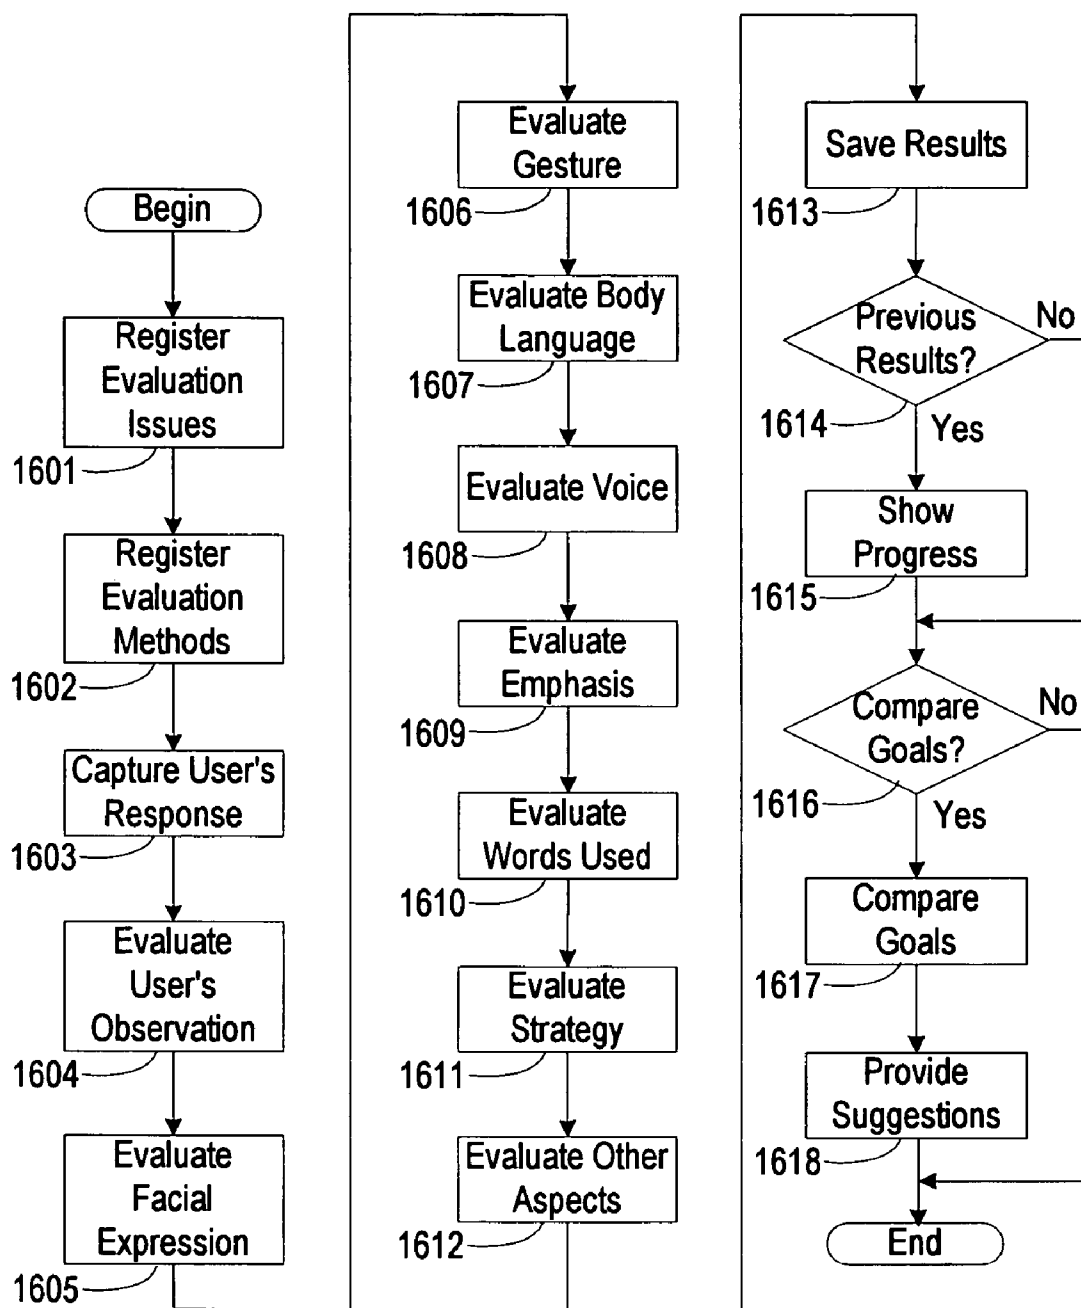 Begin
Register
Evaluation
Issues
1601
Register
Evaluation
Methods
1602
Capture User's
Response
1603
Evaluate
User's
Observation
1604
Evaluate
Facial
Expression
1605
Evaluate
Gesture
1606
Evaluate Body
Language
1607
Evaluate Voice
1608
Evaluate
Emphasis
1609
Evaluate
Words Used
1610
Evaluate
Strategy
1611
Evaluate Other
Aspects
1612
Save Results
1613
Previous
Results?
No
1614
Yes
Show
Progress
1615
Compare
Goals?
No
1616
Yes
Compare
Goals
1617
Provide
Suggestions
1618
End